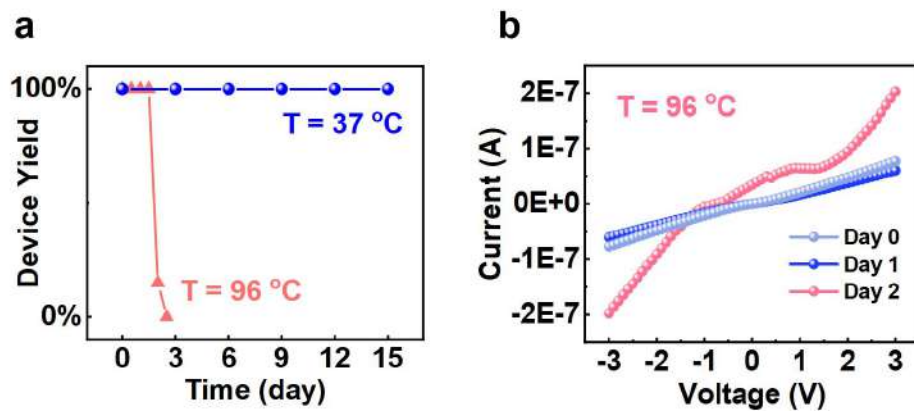 a
Device Yield
100%
0%
T = 37 °C
T = 96 °C
0 3 6 9 12 15
Time (day)
b
Current (A)
2E-7
1E-7
0E+0
-1E-7
-2E-7
T = 96 °C
Day 0
Day 1
Day 2
-3 -2 -1 0 1 2 3
Voltage (V)